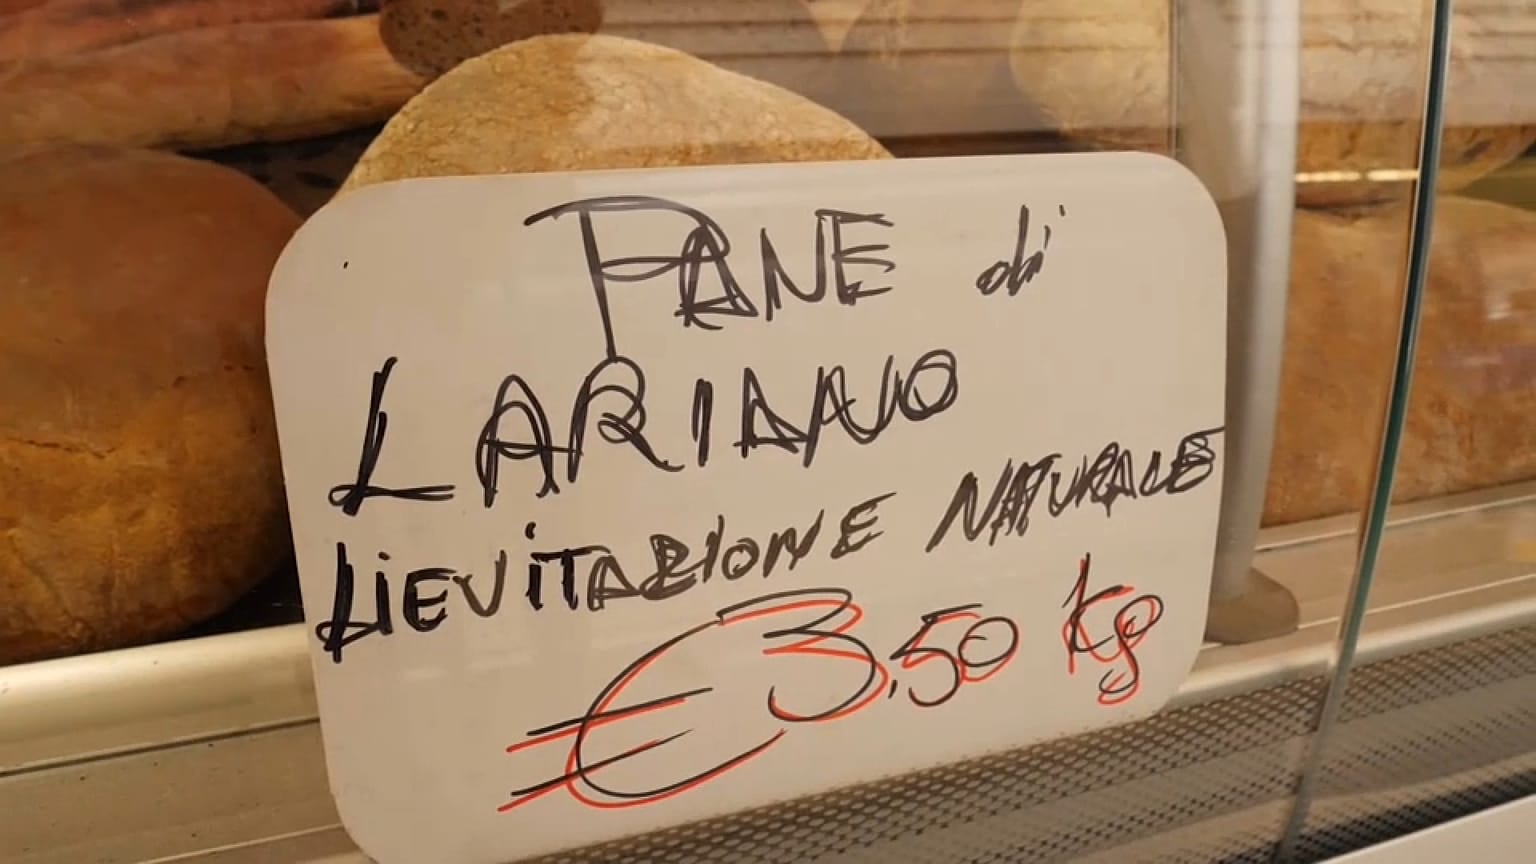 PANE di
LARIANO
LIEVITAZIONE NATURALE
€3,50 kg